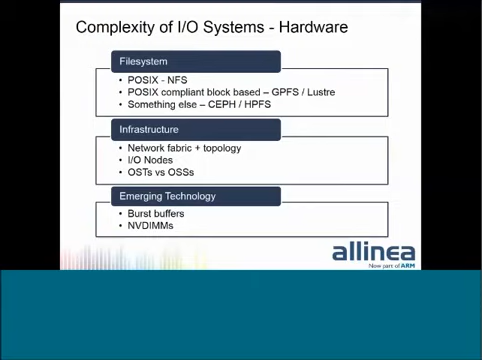 Complexity of I/O Systems - Hardware
Filesystem
• POSIX - NFS
• POSIX compliant block based – GPFS / Lustre
• Something else – CEPH / HPFS
Infrastructure
• Network fabric + topology
• I/O Nodes
• OSTs vs OSSs
Emerging Technology
• Burst buffers
• NVDIMMs
allinea
Now part of ARM